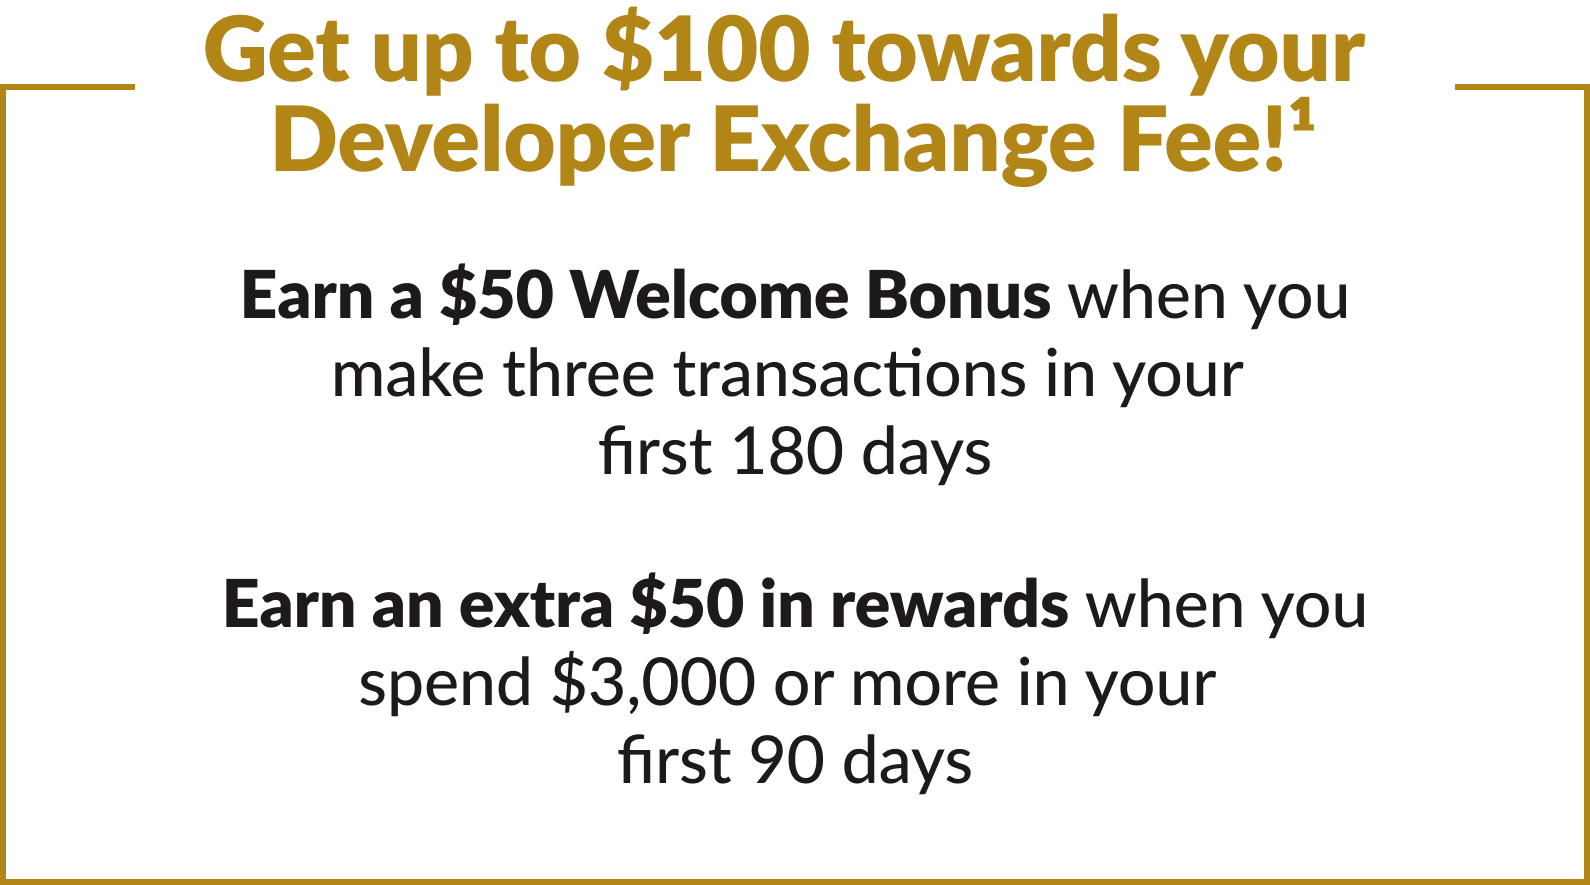 Get up to $100 towards your
Developer Exchange Fee!¹
Earn a $50 Welcome Bonus when you
make three transactions in your
first 180 days
Earn an extra $50 in rewards when you
spend $3,000 or more in your
first 90 days